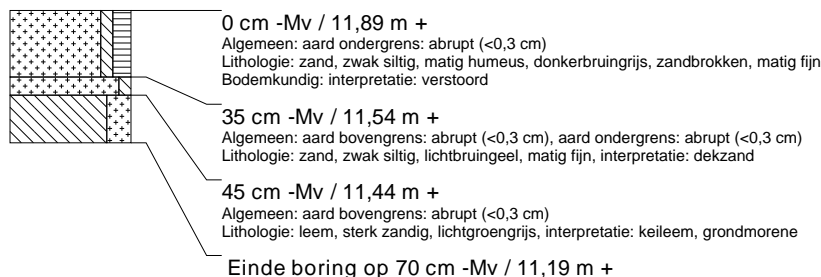 0 cm -Mv / 11,89 m +
Algemeen: aard ondergrens: abrupt (<0,3 cm)
Lithologie: zand, zwak siltig, matig humeus, donkerbruingrijs, zandbrokken, matig fijn
Bodemkundig: interpretatie: verstoord
35 cm -Mv / 11,54 m +
Algemeen: aard bovengrens: abrupt (<0,3 cm), aard ondergrens: abrupt (<0,3 cm)
Lithologie: zand, zwak siltig, lichtbruingeel, matig fijn, interpretatie: dekzand
45 cm -Mv / 11,44 m +
Algemeen: aard bovengrens: abrupt (<0,3 cm)
Lithologie: leem, sterk zandig, lichtgroengrijs, interpretatie: keileem, grondmorene
Einde boring op 70 cm -Mv / 11,19 m +